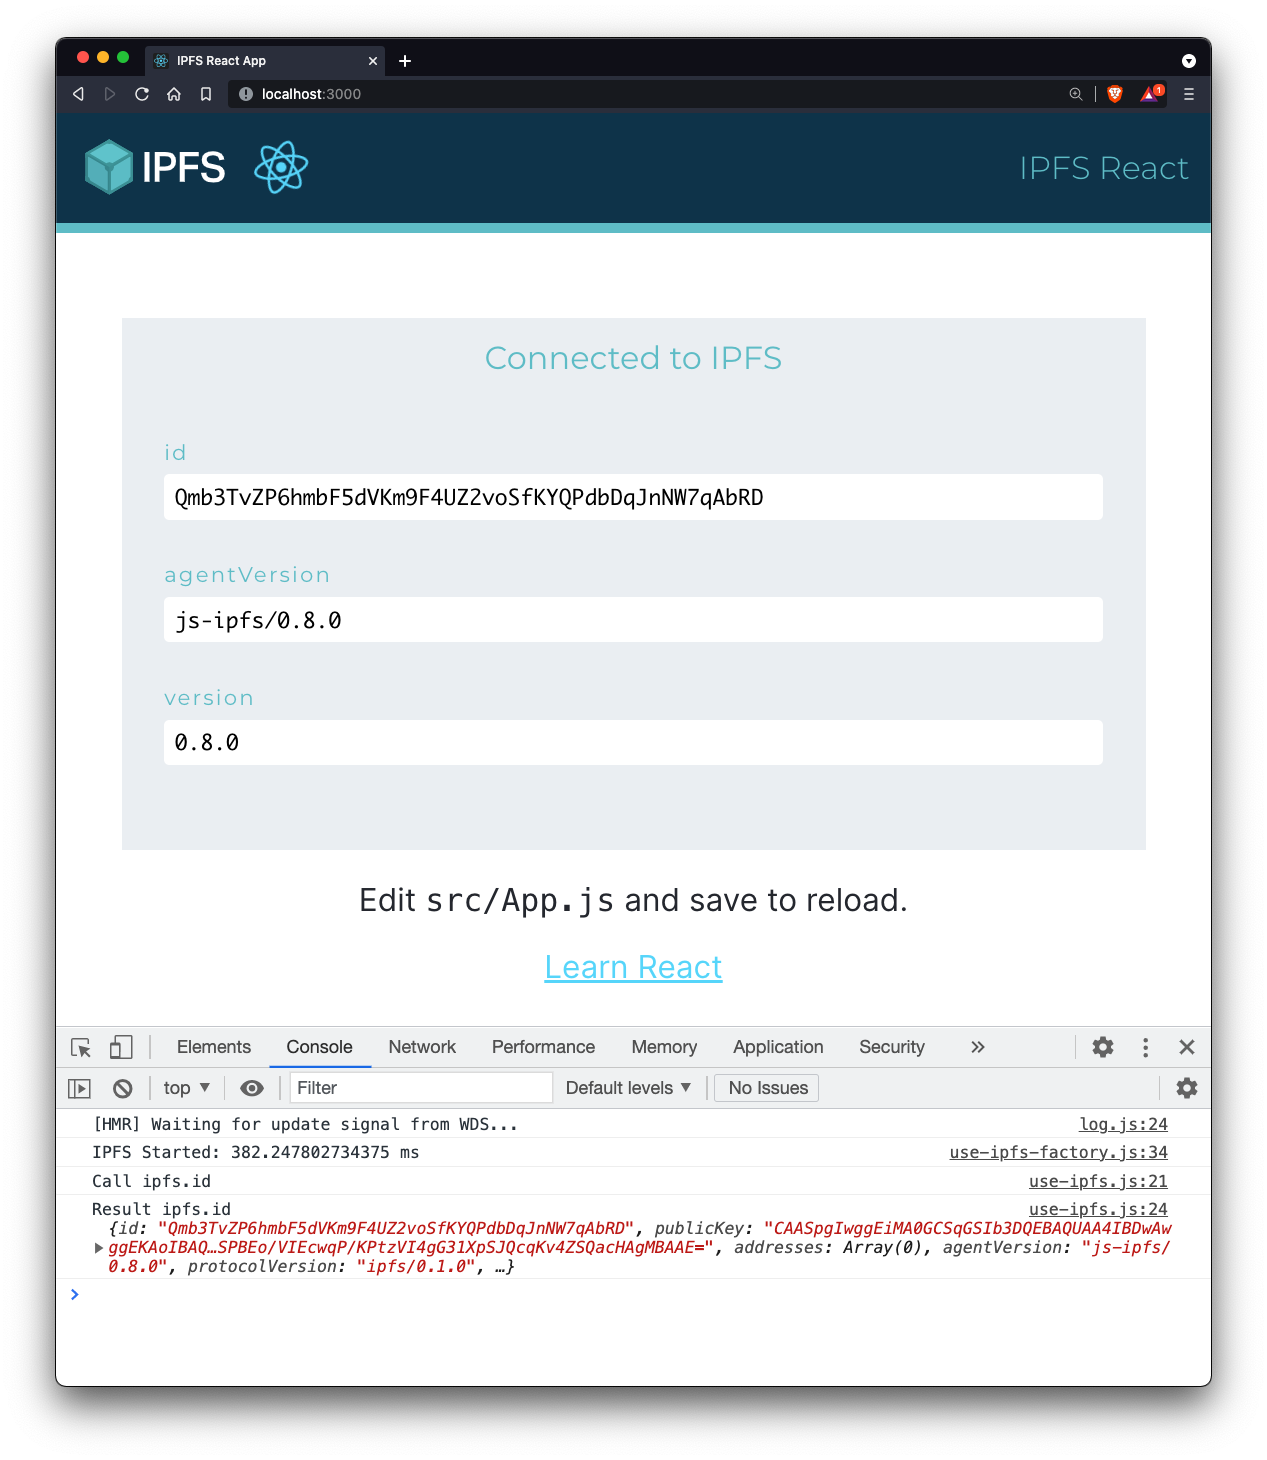 IPFS React App
localhost:3000
1
IPFS
IPFS React
Connected to IPFS
id
Qmb3TvZP6hmbF5dVKm9F4UZ2voSfKYQPdbDqJnNW7qAbRD
agentVersion
js-ipfs/0.8.0
version
0.8.0
Edit src/App.js and save to reload.
Learn React
Elements Console Network Performance Memory Application Security »
top Filter Default levels No Issues
[HMR] Waiting for update signal from WDS... log.js:24
IPFS Started: 382.247802734375 ms use-ipfs-factory.js:34
Call ipfs.id use-ipfs.js:21
Result ipfs.id use-ipfs.js:24
{id: "Qmb3TvZP6hmbF5dVKm9F4UZ2voSfKYQPdbDqJnNW7qAbRD", publicKey: "CAASpgIwggEiMA0GCSqGSIb3DQEBAQUAA4IBDwAw
ggEKAoIBAQ…SPBEo/VIEcwqP/KPtzVI4gG31XpSJQcqKv4ZSQacHAgMBAAE=", addresses: Array(0), agentVersion: "js-ipfs/
0.8.0", protocolVersion: "ipfs/0.1.0", …}